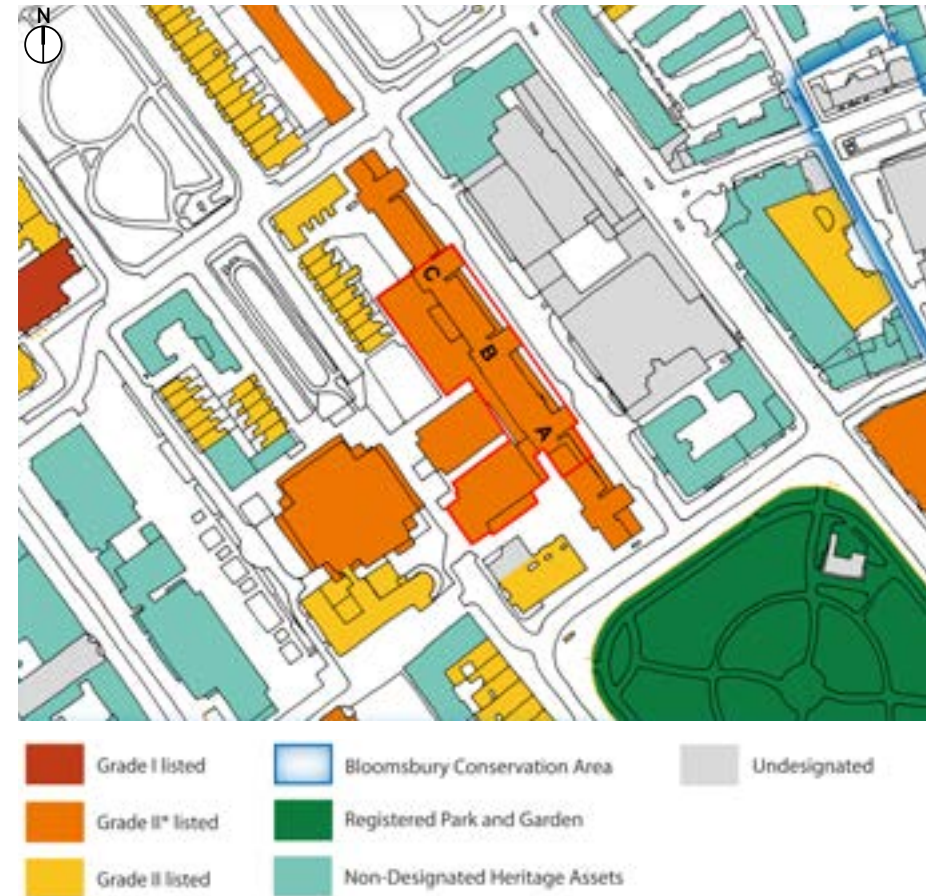 N
C
B
A
Grade I listed
Grade II* listed
Grade II listed
Bloomsbury Conservation Area
Registered Park and Garden
Non-Designated Heritage Assets
Undesignated